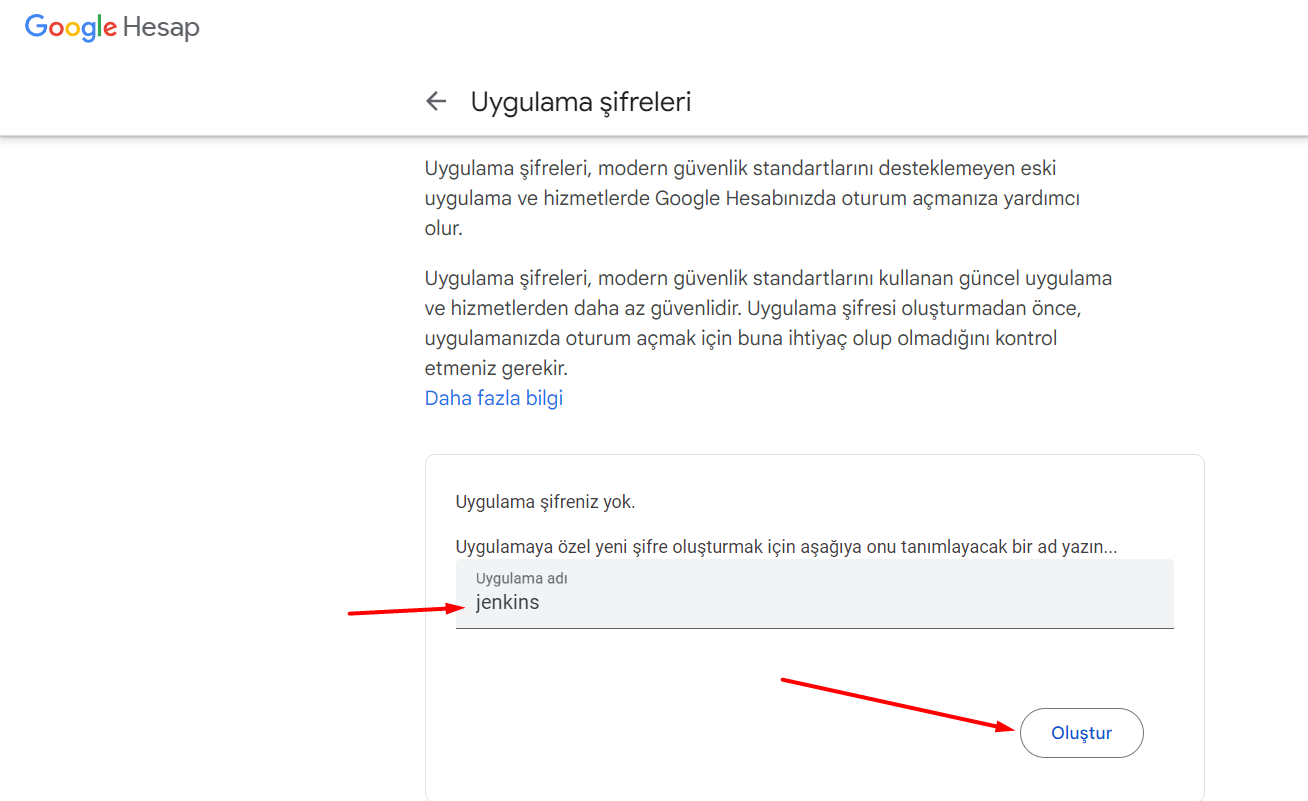 Google Hesap
Uygulama şifreleri
Uygulama şifreleri, modern güvenlik standartlarını desteklemeyen eski
uygulama ve hizmetlerde Google Hesabınızda oturum açmanıza yardımcı
olur.
Uygulama şifreleri, modern güvenlik standartlarını kullanan güncel uygulama
ve hizmetlerden daha az güvenlidir. Uygulama şifresi oluşturmadan önce,
uygulamanızda oturum açmak için buna ihtiyaç olup olmadığını kontrol
etmeniz gerekir.
Daha fazla bilgi
Uygulama şifreniz yok.
Uygulamaya özel yeni şifre oluşturmak için aşağıya onu tanımlayacak bir ad yazın...
Uygulama adı
jenkins
Oluştur